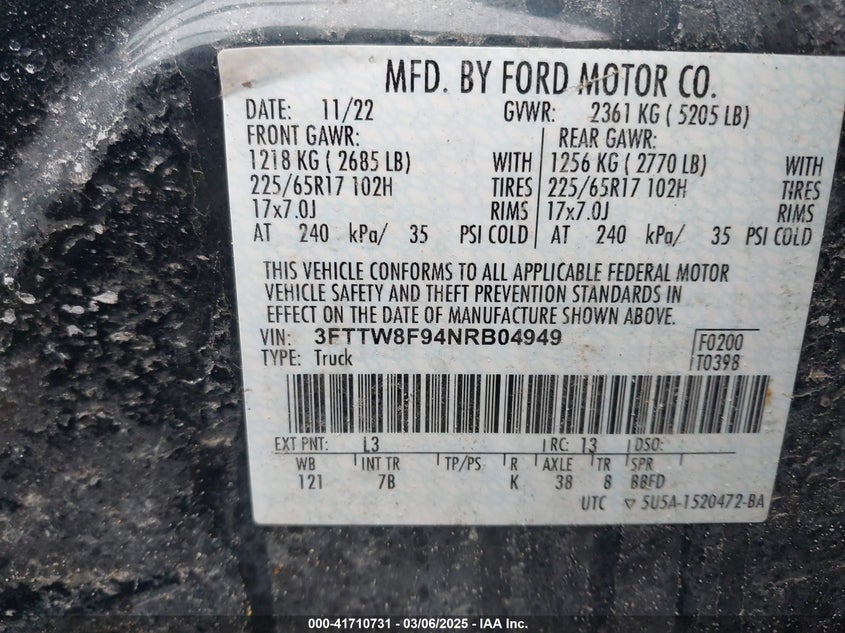 MFD. BY FORD MOTOR CO.
DATE: 11/22 GVWR: 2361 KG ( 5205 LB)
FRONT GAWR: REAR GAWR:
1218 KG ( 2685 LB) WITH 1256 KG ( 2770 LB) WITH
225/65R17 102H TIRES 225/65R17 102H TIRES
17x7.0J RIMS 17x7.0J RIMS
AT 240 kPa/ 35 PSI COLD AT 240 kPa/ 35 PSI COLD
THIS VEHICLE CONFORMS TO ALL APPLICABLE FEDERAL MOTOR
VEHICLE SAFETY AND THEFT PREVENTION STANDARDS IN
EFFECT ON THE DATE OF MANUFACTURE SHOWN ABOVE.
VIN: 3FTTW8F94NRB04949 F0200
TYPE: Truck T0398
EXT PNT: L3 RC: 13 DSO:
WB INT TR TP/PS R AXLE TR SPR
121 7B K 38 8 BBFD
UTC ▽ 5U5A-1520472-BA
000-41710731 - 03/06/2025 - IAA Inc.